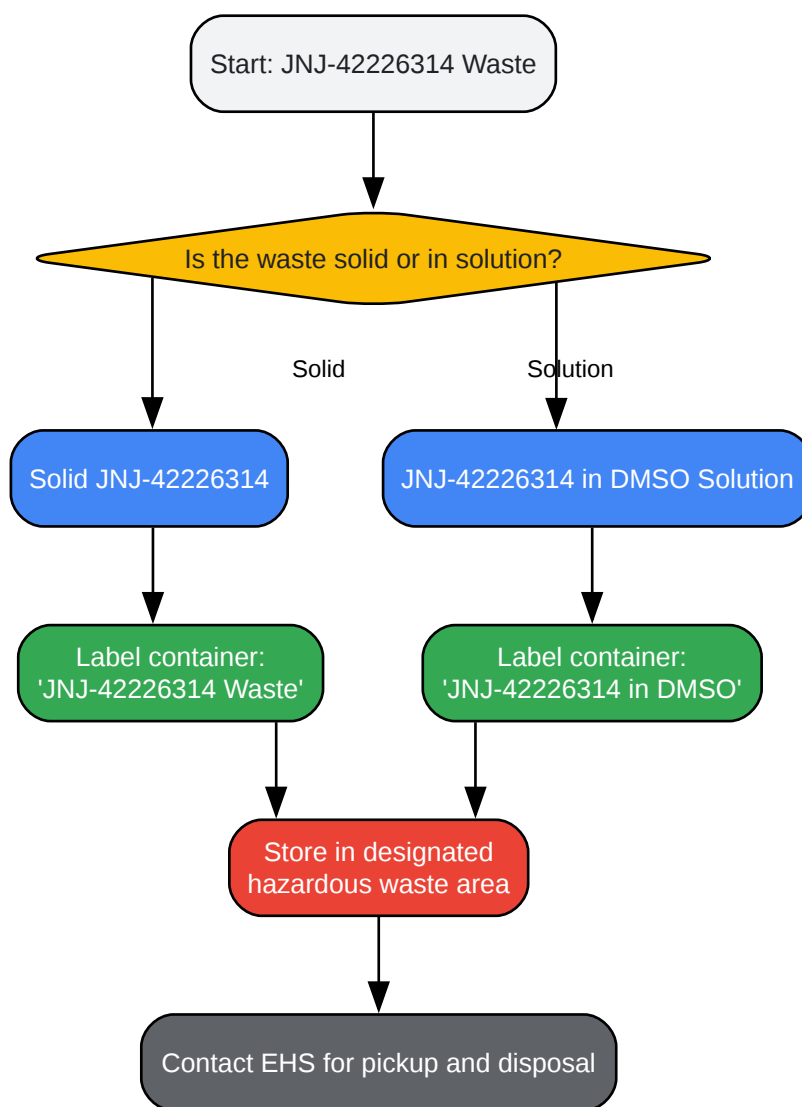 Start: JNJ-42226314 Waste
Is the waste solid or in solution?
Solid
Solution
Solid JNJ-42226314
JNJ-42226314 in DMSO Solution
Label container:
'JNJ-42226314 Waste'
Label container:
'JNJ-42226314 in DMSO'
Store in designated
hazardous waste area
Contact EHS for pickup and disposal